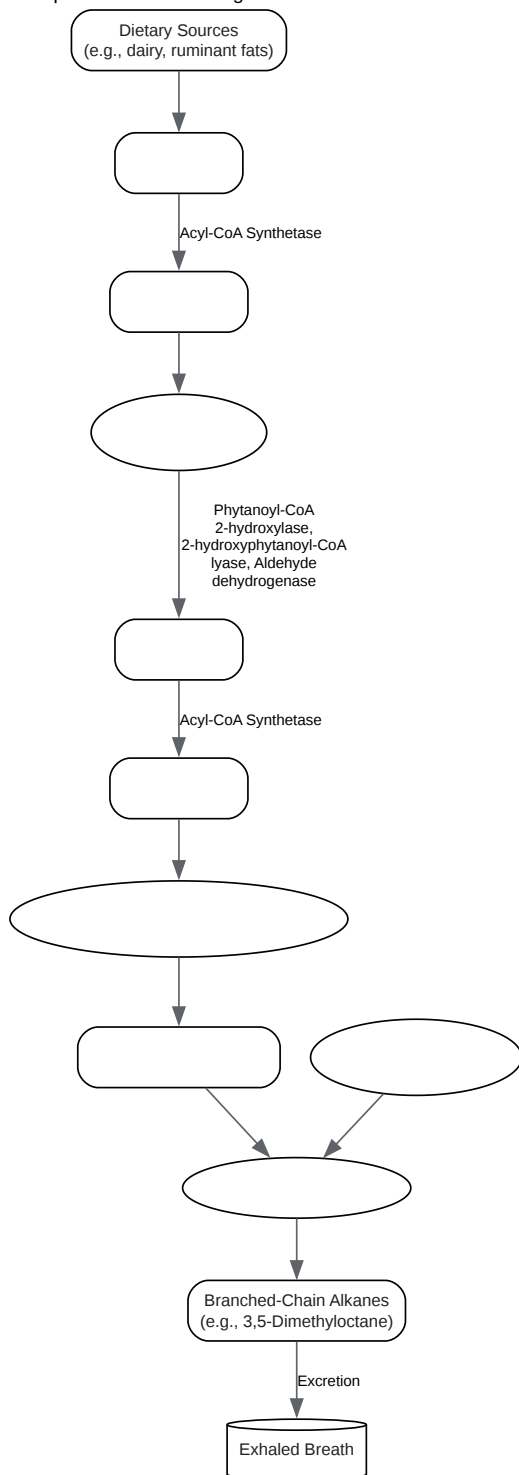 Dietary Sources
(e.g., dairy, ruminant fats)
Acyl-CoA Synthetase
Phytanoyl-CoA
2-hydroxylase,
2-hydroxyphytanoyl-CoA
lyase, Aldehyde
dehydrogenase
Acyl-CoA Synthetase
Branched-Chain Alkanes
(e.g., 3,5-Dimethyloctane)
Excretion
Exhaled Breath